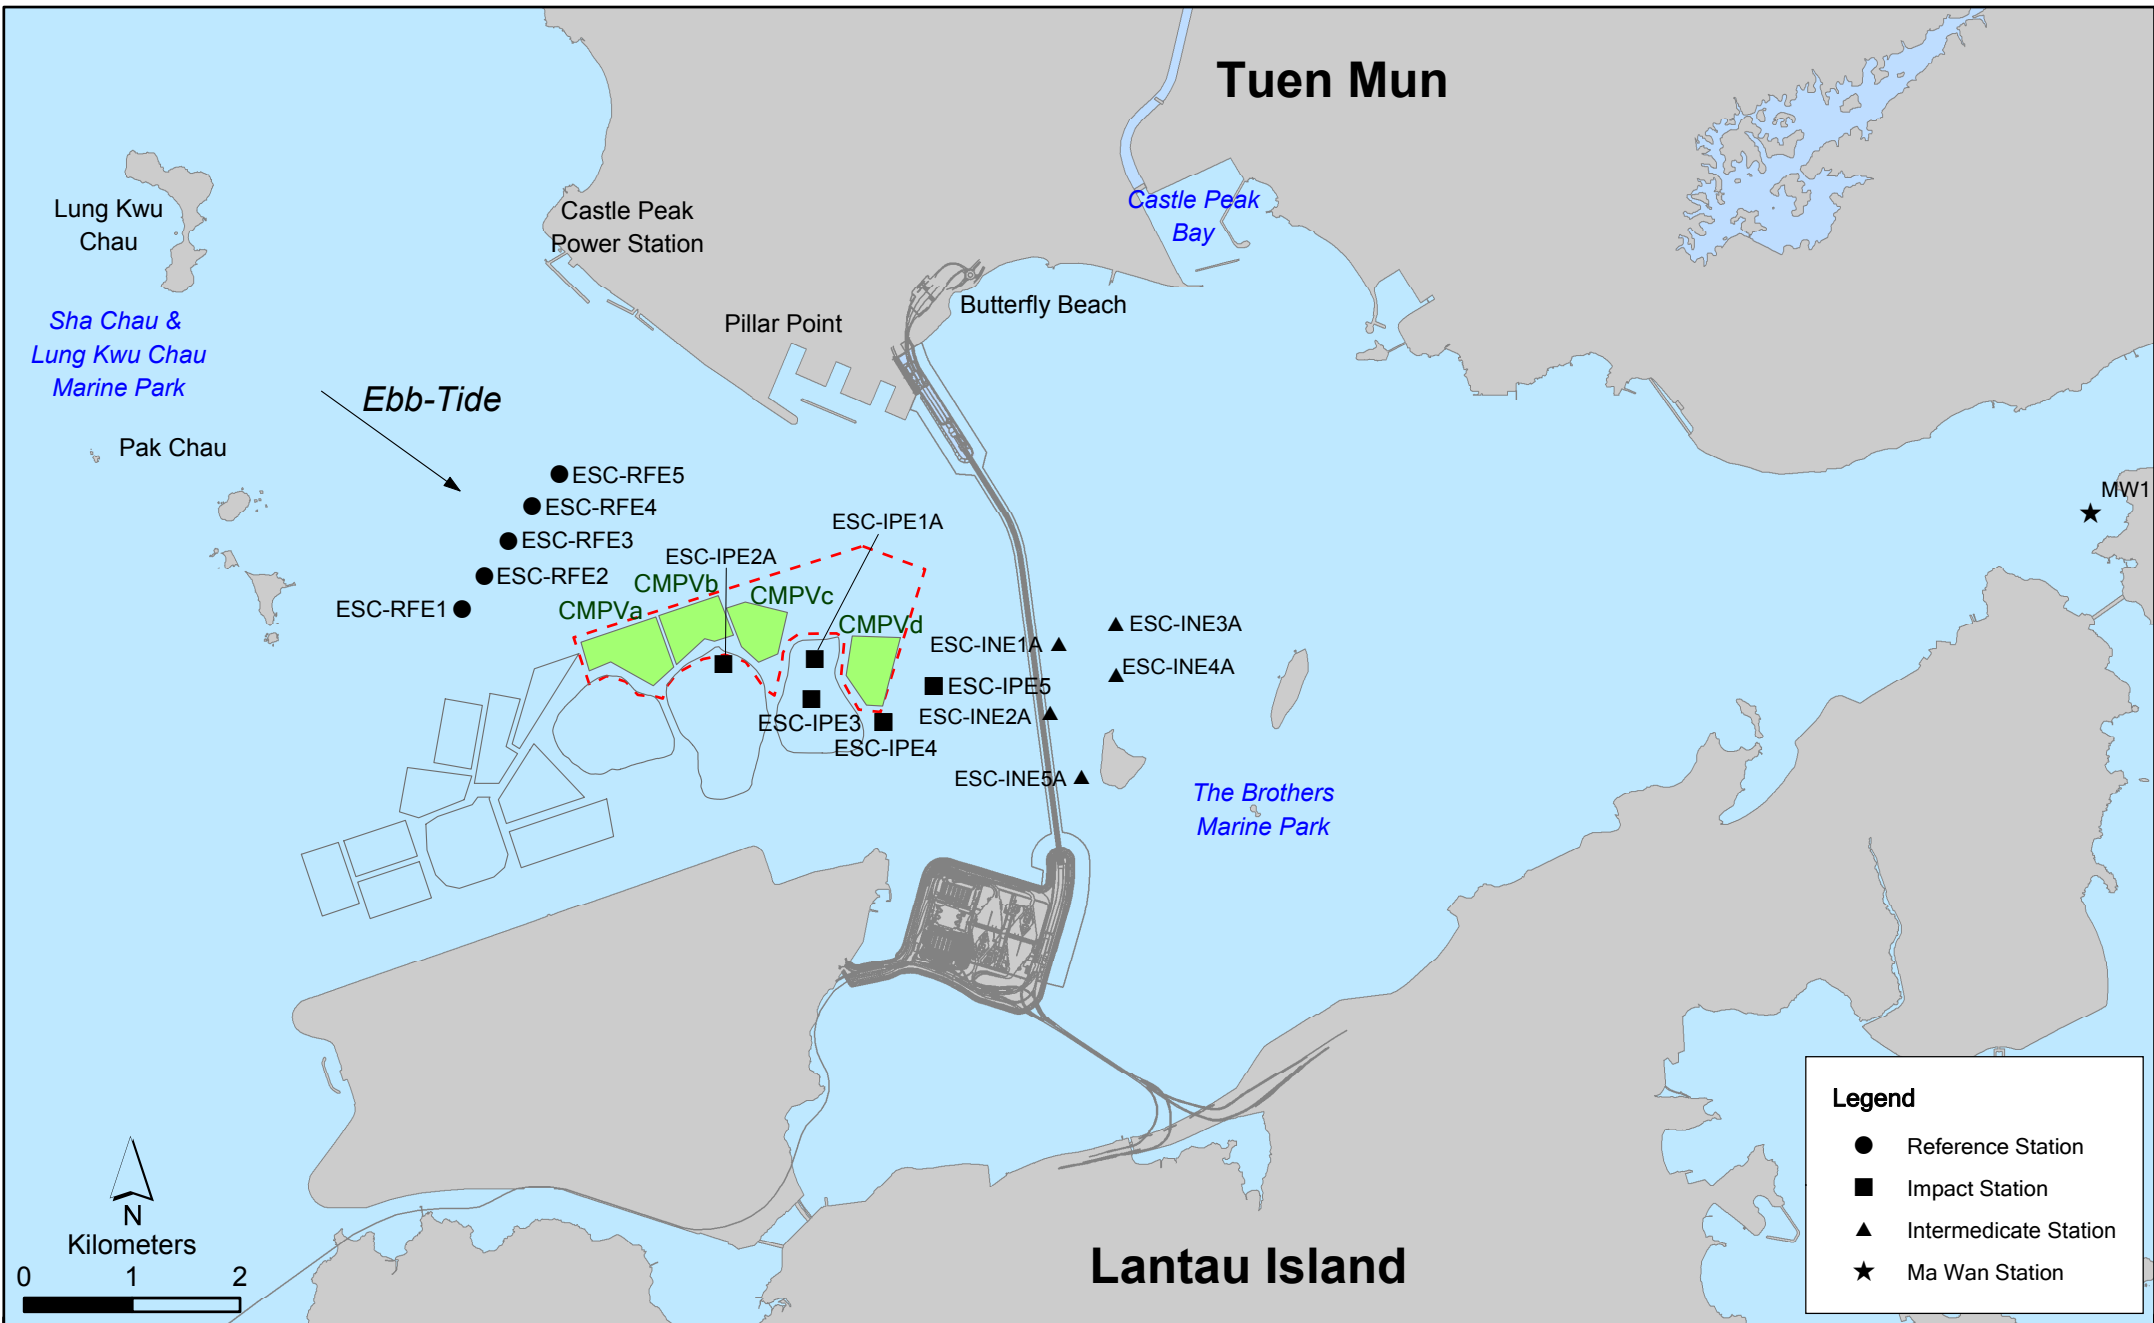 Tuen Mun
Lung Kwu
Chau
Castle Peak
Power Station
Castle Peak
Bay
Butterfly Beach
Pillar Point
Sha Chau &
Lung Kwu Chau
Marine Park
Ebb-Tide
Pak Chau
ESC-RFE5
ESC-RFE4
ESC-RFE3
ESC-RFE2
ESC-RFE1
MW1
ESC-IPE1A
ESC-IPE2A
CMPVa
CMPVb
CMPVc
CMPVd
ESC-INE3A
ESC-INE1A
ESC-INE4A
ESC-IPE5
ESC-INE2A
ESC-IPE3
ESC-IPE4
ESC-INE5A
The Brothers
Marine Park
Lantau Island
N
Kilometers
0 1 2
Legend
Reference Station
Impact Station
Intermedicate Station
Ma Wan Station